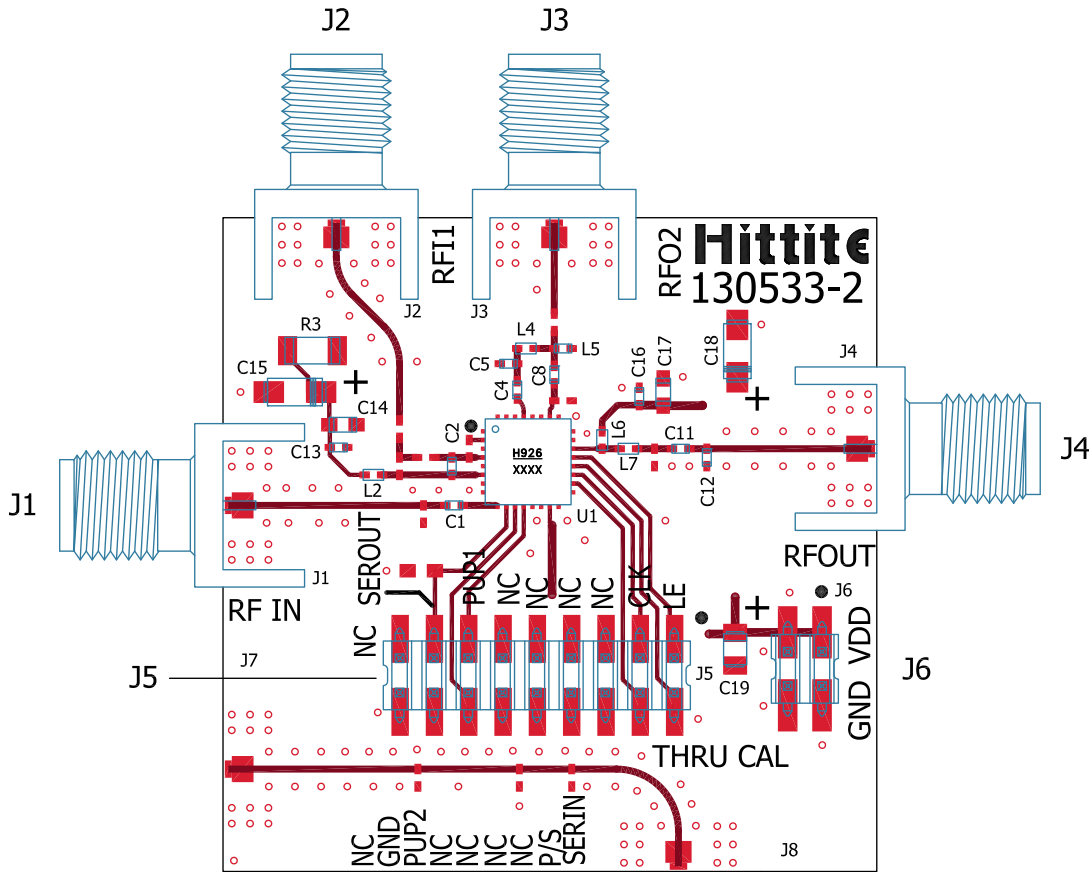 J2
J3
RFI1
RFO2
Hittite
130533-2
J2
J3
R3
L4
L5
C5
C4
C8
C16
C17
C18
J4
C15
+
+
C14
C13
C2
H926
XXXX
L6
L7
C11
C12
J4
L2
J1
C1
U1
SEROUT
PUP1
NC
NC
NC
NC
CLK
LE
RFOUT
J1
RF IN
NC
+
J6
VDD
GND
J7
J5
J5
C19
J6
THRU CAL
NC
GND
PUP2
NC
NC
NC
NC
P/S
SERIN
J8